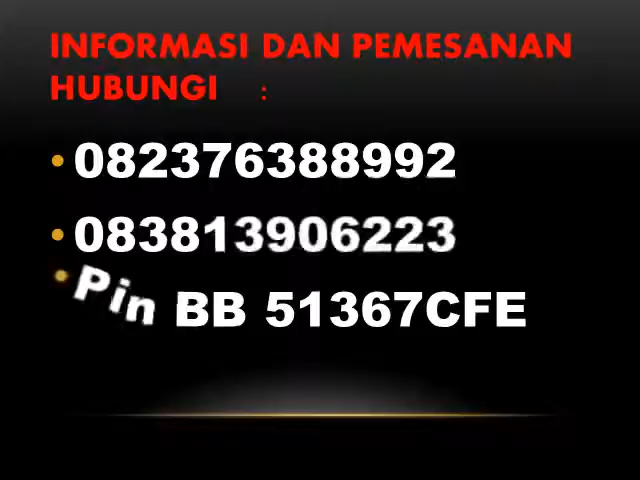 INFORMASI DAN PEMESANAN
HUBUNGI :
• 082376388992
• 083813906223
• Pin BB 51367CFE